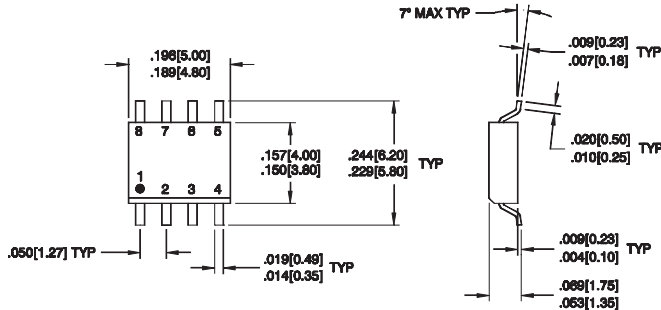 7° MAX TYP
.009[0.23]
.007[0.18] TYP
.196[5.00]
.189[4.80]
8 7 6 5
.020[0.50]
.010[0.25] TYP
.157[4.00]
.150[3.80]
.244[6.20]
.229[5.80] TYP
1
2 3 4
.050[1.27] TYP
.019[0.49]
.014[0.35] TYP
.009[0.23]
.004[0.10] TYP
.069[1.75]
.053[1.35]